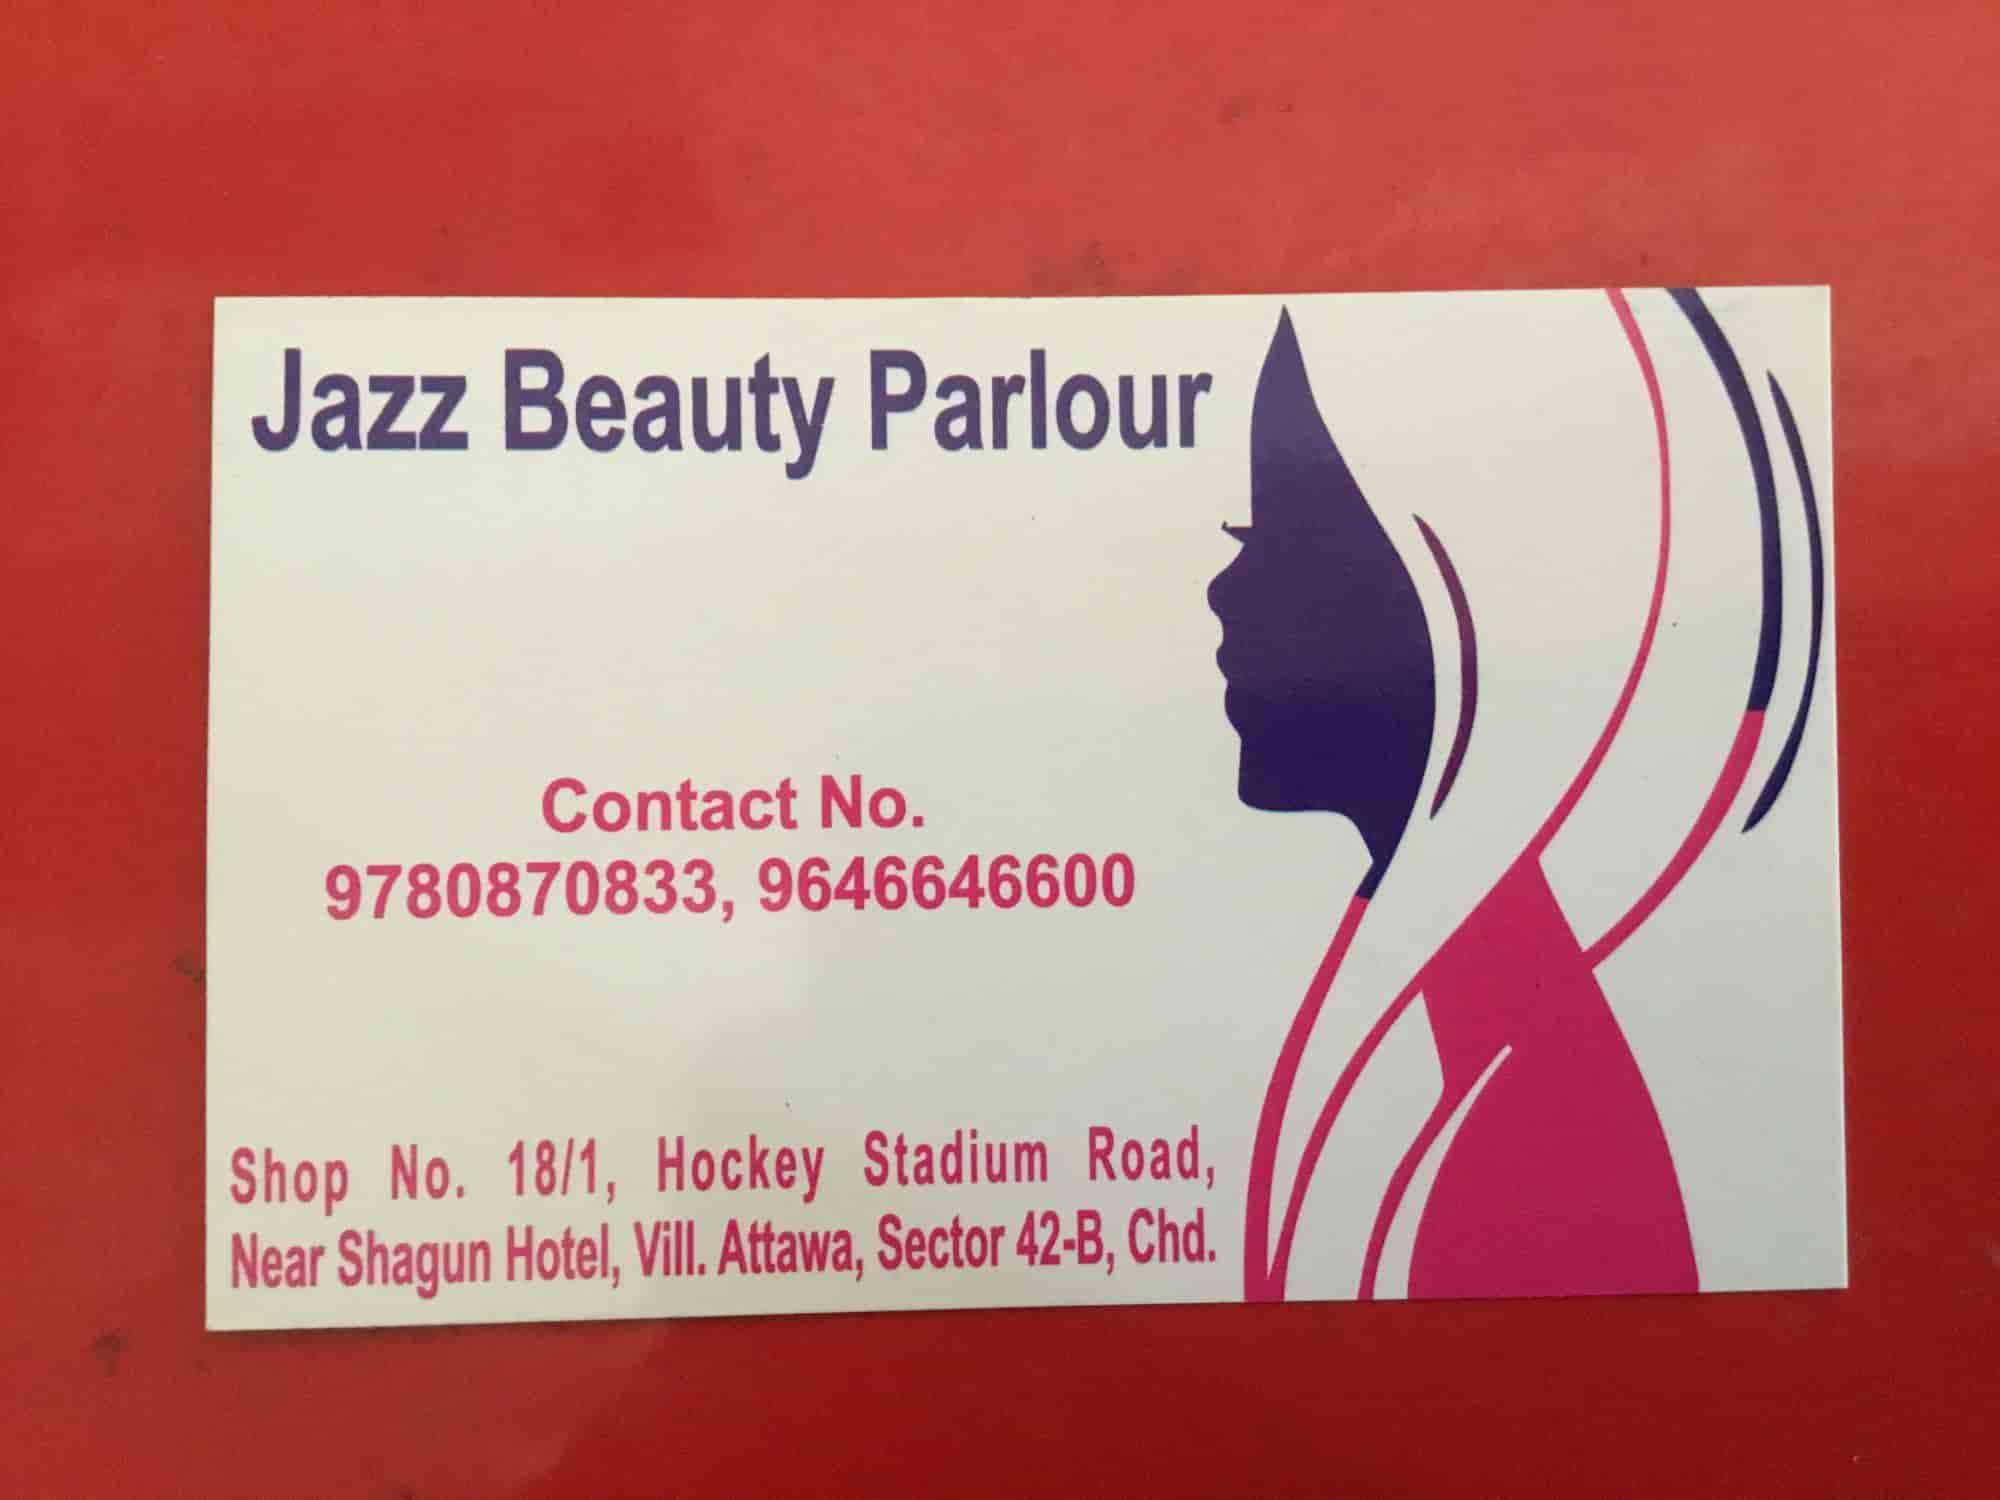 Jazz Beauty Parlour
Contact No.
9780870833, 9646646600
Shop No. 18/1, Hockey Stadium Road,
Near Shagun Hotel, Vill. Attawa, Sector 42-B, Chd.